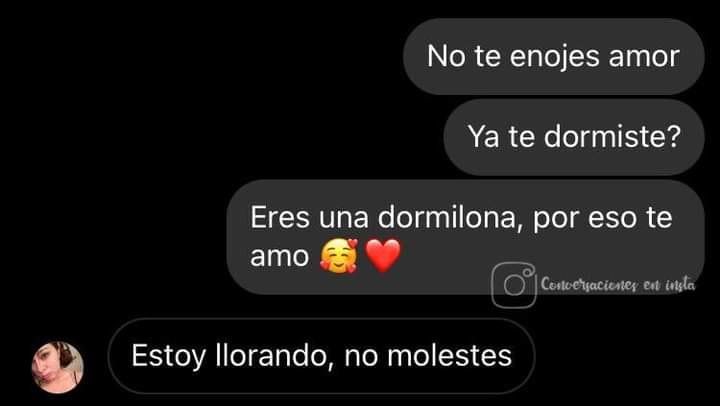 No te enojes amor
Ya te dormiste?
Eres una dormilona, por eso te
amo 🥰❤️
Conversaciones en insta
Estoy llorando, no molestes